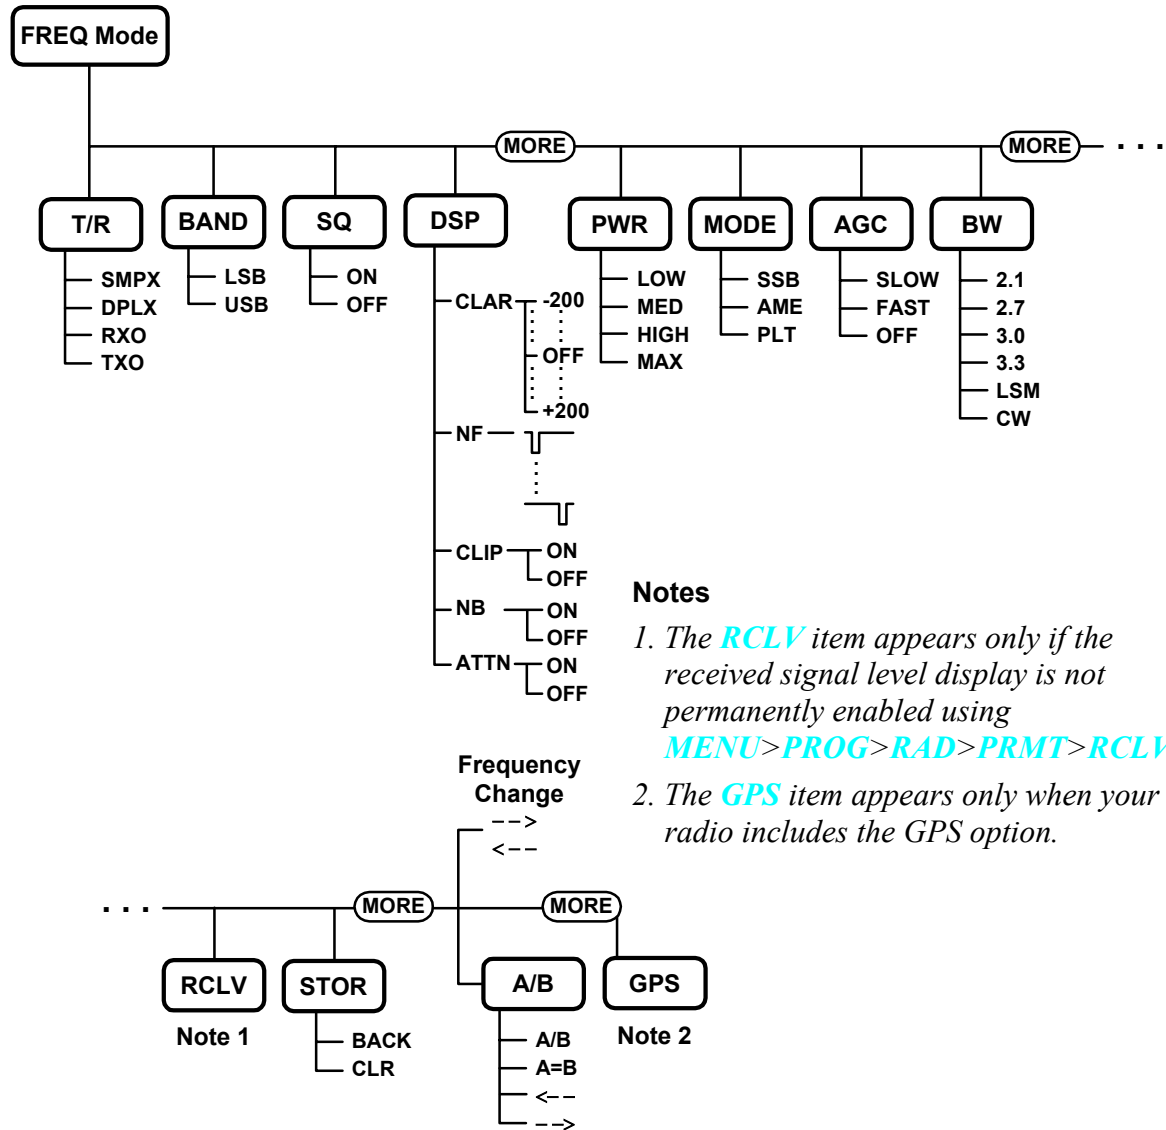 FREQ Mode
MORE
MORE
. . .
T/R
BAND
SQ
DSP
PWR
MODE
AGC
BW
SMPX
DPLX
RXO
TXO
LSB
USB
ON
OFF
CLAR
-200
OFF
+200
NF
CLIP
ON
OFF
NB
ON
OFF
ATTN
ON
OFF
LOW
MED
HIGH
MAX
SSB
AME
PLT
SLOW
FAST
OFF
2.1
2.7
3.0
3.3
LSM
CW
Notes
1. The RCLV item appears only if the
received signal level display is not
permanently enabled using
MENU>PROG>RAD>PRMT>RCLV
2. The GPS item appears only when your
radio includes the GPS option.
Frequency
Change
-->
<--
. . .
MORE
MORE
RCLV
Note 1
STOR
BACK
CLR
A/B
A/B
A=B
<--
-->
GPS
Note 2